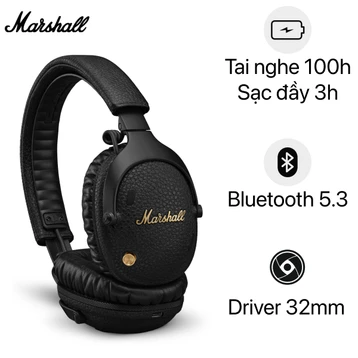 Marshall
Tai nghe 100h
Sạc đầy 3h
Marshall
Bluetooth 5.3
Driver 32mm